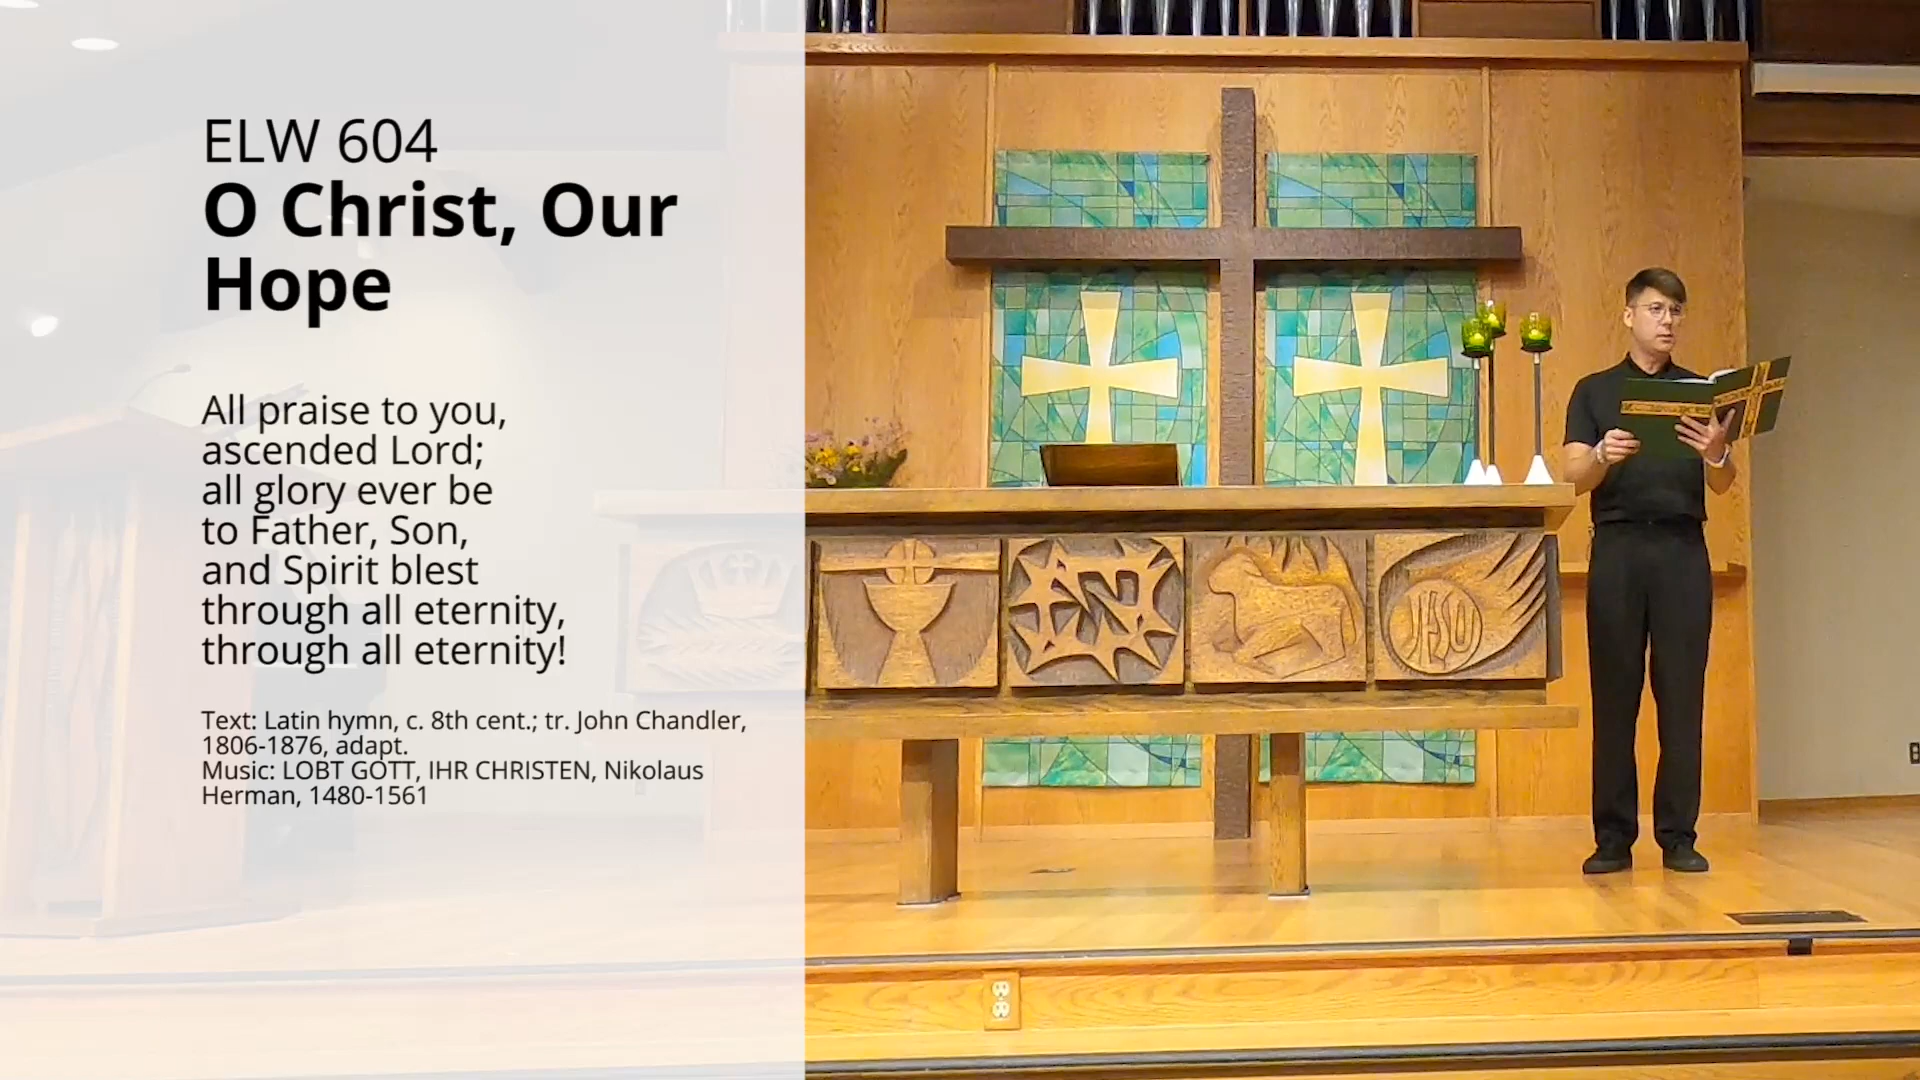 ELW 604
O Christ, Our
Hope
All praise to you,
ascended Lord;
all glory ever be
to Father, Son,
and Spirit blest
through all eternity,
through all eternity!
Text: Latin hymn, c. 8th cent.; tr. John Chandler,
1806-1876, adapt.
Music: LOBT GOTT, IHR CHRISTEN, Nikolaus
Herman, 1480-1561